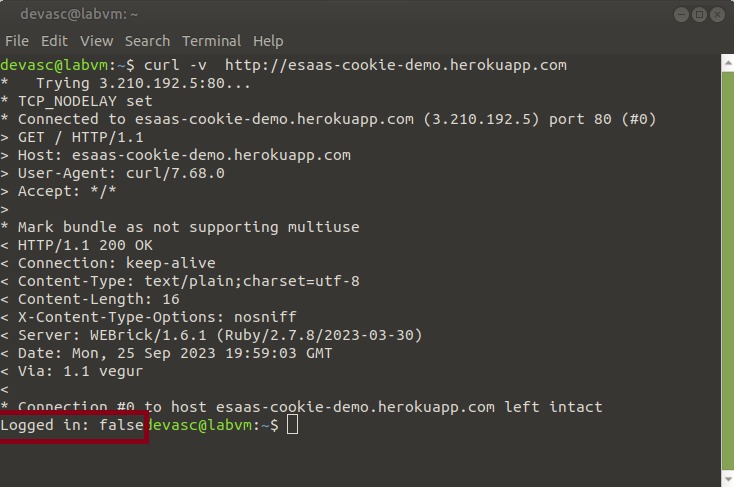 devasc@labvm: ~
File Edit View Search Terminal Help
devasc@labvm:~$ curl -v  http://esaas-cookie-demo.herokuapp.com
*   Trying 3.210.192.5:80...
* TCP_NODELAY set
* Connected to esaas-cookie-demo.herokuapp.com (3.210.192.5) port 80 (#0)
> GET / HTTP/1.1
> Host: esaas-cookie-demo.herokuapp.com
> User-Agent: curl/7.68.0
> Accept: */*
>
* Mark bundle as not supporting multiuse
< HTTP/1.1 200 OK
< Connection: keep-alive
< Content-Type: text/plain;charset=utf-8
< Content-Length: 16
< X-Content-Type-Options: nosniff
< Server: WEBrick/1.6.1 (Ruby/2.7.8/2023-03-30)
< Date: Mon, 25 Sep 2023 19:59:03 GMT
< Via: 1.1 vegur
<
* Connection #0 to host esaas-cookie-demo.herokuapp.com left intact
Logged in: falsedevasc@labvm:~$